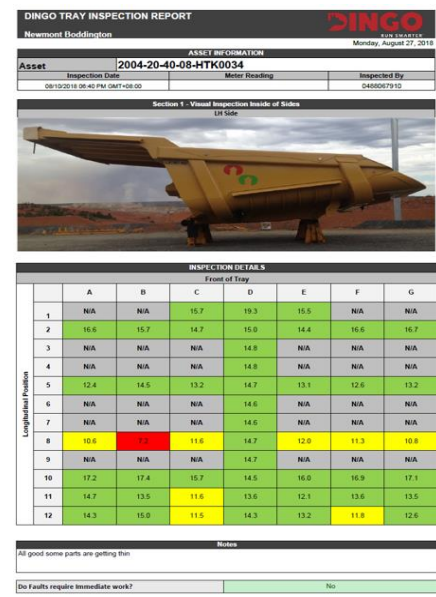 DINGO TRAY INSPECTION REPORT
DINGO
RUN SMARTER
Newmont Boddington
Monday, August 27, 2018
ASSET INFORMATION
Asset 2004-20-40-08-HTK0034
Inspection Date Meter Reading Inspected By
08/10/2018 06:40 PM GMT+08:00 0488067910
Section 1 - Visual Inspection Inside of Sides
LH Side
INSPECTION DETAILS
Front of Tray
A B C D E F G
Longitudinal Position
1 N/A N/A 15.7 19.3 15.5 N/A N/A
2 16.6 15.7 14.7 15.0 14.4 16.6 16.7
3 N/A N/A N/A 14.8 N/A N/A N/A
4 N/A N/A N/A 14.8 N/A N/A N/A
5 12.4 14.5 13.2 14.7 13.1 12.6 13.2
6 N/A N/A N/A 14.6 N/A N/A N/A
7 N/A N/A N/A 14.6 N/A N/A N/A
8 10.6 11.6 14.7 12.0 11.3 10.8
9 N/A N/A N/A 14.7 N/A N/A N/A
10 17.2 17.4 15.7 14.5 16.0 16.9 17.1
11 14.7 13.5 11.6 13.6 12.1 13.6 13.5
12 14.3 15.0 11.5 14.3 13.2 11.8 12.6
Notes
All good some parts are getting thin
Do Faults require Immediate work? No